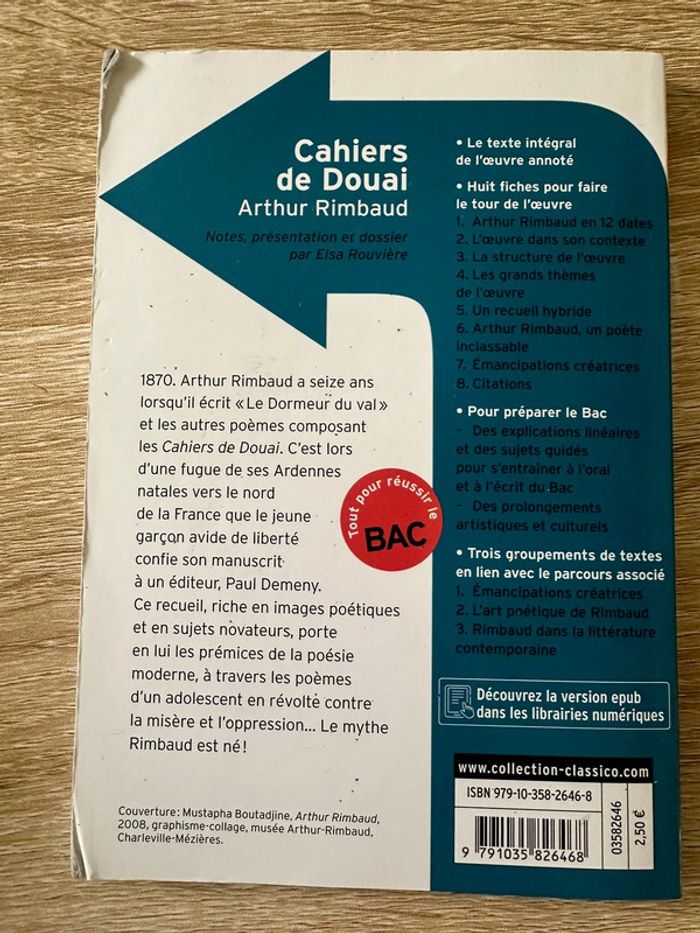 Cahiers
de Douai
Arthur Rimbaud
Notes, présentation et dossier
par Elsa Rouvière
• Le texte intégral
de l'œuvre annoté
• Huit fiches pour faire
le tour de l'œuvre
1. Arthur Rimbaud en 12 dates
2. L'œuvre dans son contexte
3. La structure de l'œuvre
4. Les grands thèmes
de l'œuvre
5. Un recueil hybride
6. Arthur Rimbaud, un poète
inclassable
7. Émancipations créatrices
8. Citations
• Pour préparer le Bac
- Des explications linéaires
et des sujets guidés
pour s'entraîner à l'oral
et à l'écrit du Bac
- Des prolongements
artistiques et culturels
• Trois groupements de textes
en lien avec le parcours associé
1. Émancipations créatrices
2. L'art poétique de Rimbaud
3. Rimbaud dans la littérature
contemporaine
1870. Arthur Rimbaud a seize ans
lorsqu'il écrit « Le Dormeur du val »
et les autres poèmes composant
les Cahiers de Douai. C'est lors
d'une fugue de ses Ardennes
natales vers le nord
de la France que le jeune
garçon avide de liberté
confie son manuscrit
à un éditeur, Paul Demeny.
Ce recueil, riche en images poétiques
et en sujets novateurs, porte
en lui les prémices de la poésie
moderne, à travers les poèmes
d'un adolescent en révolte contre
la misère et l'oppression... Le mythe
Rimbaud est né !
Tout pour réussir le
BAC
Découvrez la version epub
dans les librairies numériques
Couverture : Mustapha Boutadjine, Arthur Rimbaud,
2008, graphisme-collage, musée Arthur-Rimbaud,
Charleville-Mézières.
www.collection-classico.com
ISBN 979-10-358-2646-8
9 791035 826468
03582646
2,50 €